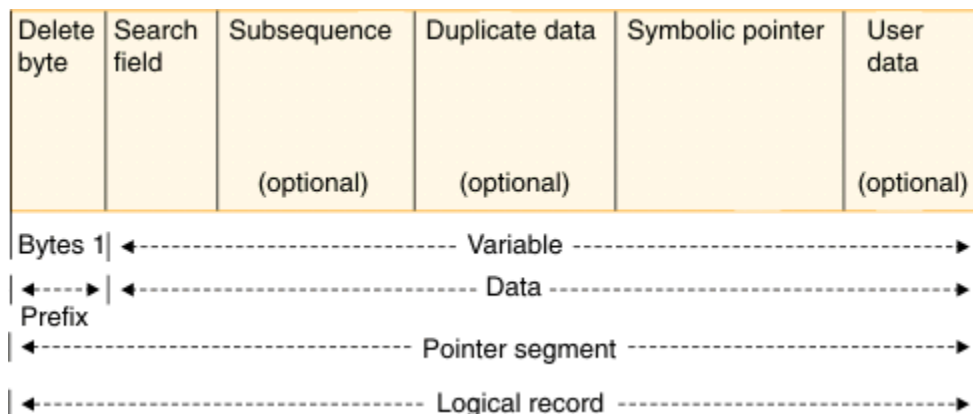 Delete byte
Search field
Subsequence (optional)
Duplicate data (optional)
Symbolic pointer
User data (optional)
Bytes 1
Variable
Data
Prefix
Pointer segment
Logical record